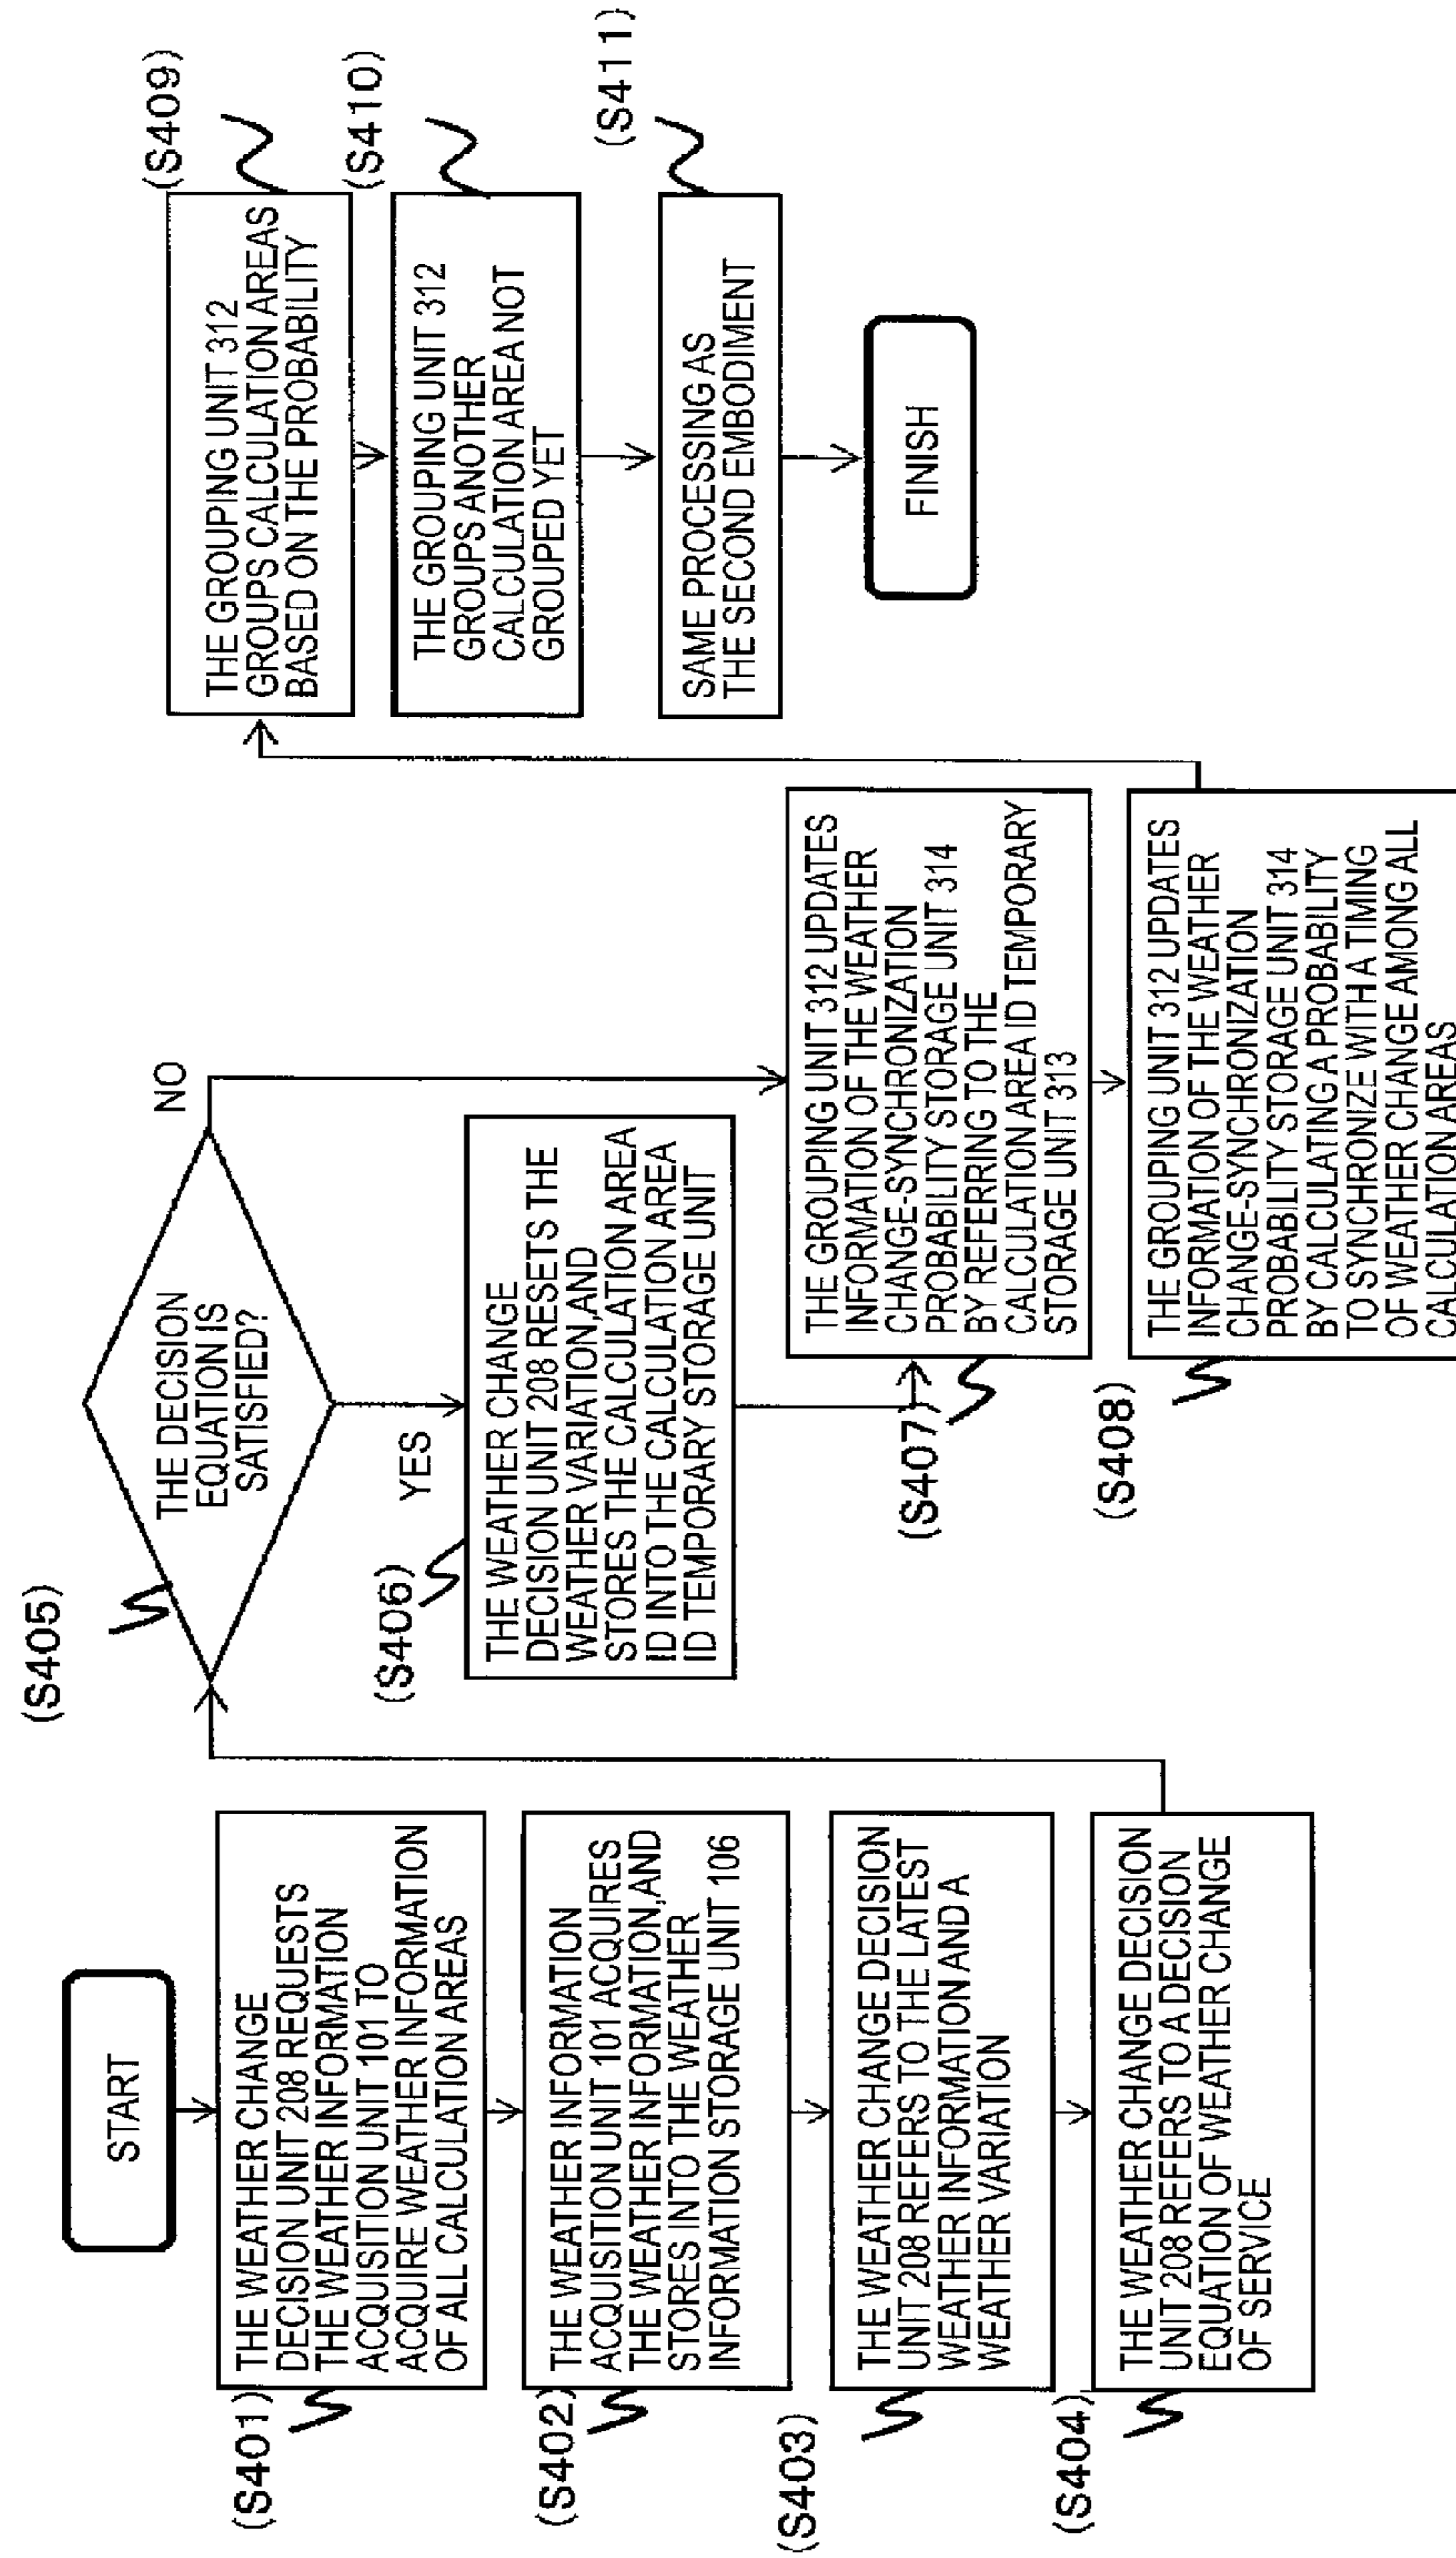 START
(S401)
THE WEATHER CHANGE
DECISION UNIT 208 REQUESTS
THE WEATHER INFORMATION
ACQUISITION UNIT 101 TO
ACQUIRE WEATHER INFORMATION
OF ALL CALCULATION AREAS
(S402)
THE WEATHER INFORMATION
ACQUISITION UNIT 101 ACQUIRES
THE WEATHER INFORMATION,AND
STORES INTO THE WEATHER
INFORMATION STORAGE UNIT 106
(S403)
THE WEATHER CHANGE DECISION
UNIT 208 REFERS TO THE LATEST
WEATHER INFORMATION AND A
WEATHER VARIATION
(S404)
THE WEATHER CHANGE DECISION
UNIT 208 REFERS TO A DECISION
EQUATION OF WEATHER CHANGE
OF SERVICE
(S405)
THE DECISION
EQUATION IS
SATISFIED?
NO
YES
(S406)
THE WEATHER CHANGE
DECISION UNIT 208 RESETS THE
WEATHER VARIATION,AND
STORES THE CALCULATION AREA
ID INTO THE CALCULATION AREA
ID TEMPORARY STORAGE UNIT
(S407)
THE GROUPING UNIT 312 UPDATES
INFORMATION OF THE WEATHER
CHANGE-SYNCHRONIZATION
PROBABILITY STORAGE UNIT 314
BY REFERRING TO THE
CALCULATION AREA ID TEMPORARY
STORAGE UNIT 313
(S408)
THE GROUPING UNIT 312 UPDATES
INFORMATION OF THE WEATHER
CHANGE-SYNCHRONIZATION
PROBABILITY STORAGE UNIT 314
BY CALCULATING A PROBABILITY
TO SYNCHRONIZE WITH A TIMING
OF WEATHER CHANGE AMONG ALL
CALCULATION AREAS
(S409)
THE GROUPING UNIT 312
GROUPS CALCULATION AREAS
BASED ON THE PROBABILITY
(S410)
THE GROUPING UNIT 312
GROUPS ANOTHER
CALCULATION AREA NOT
GROUPED YET
(S411)
SAME PROCESSING AS
THE SECOND EMBODIMENT
FINISH